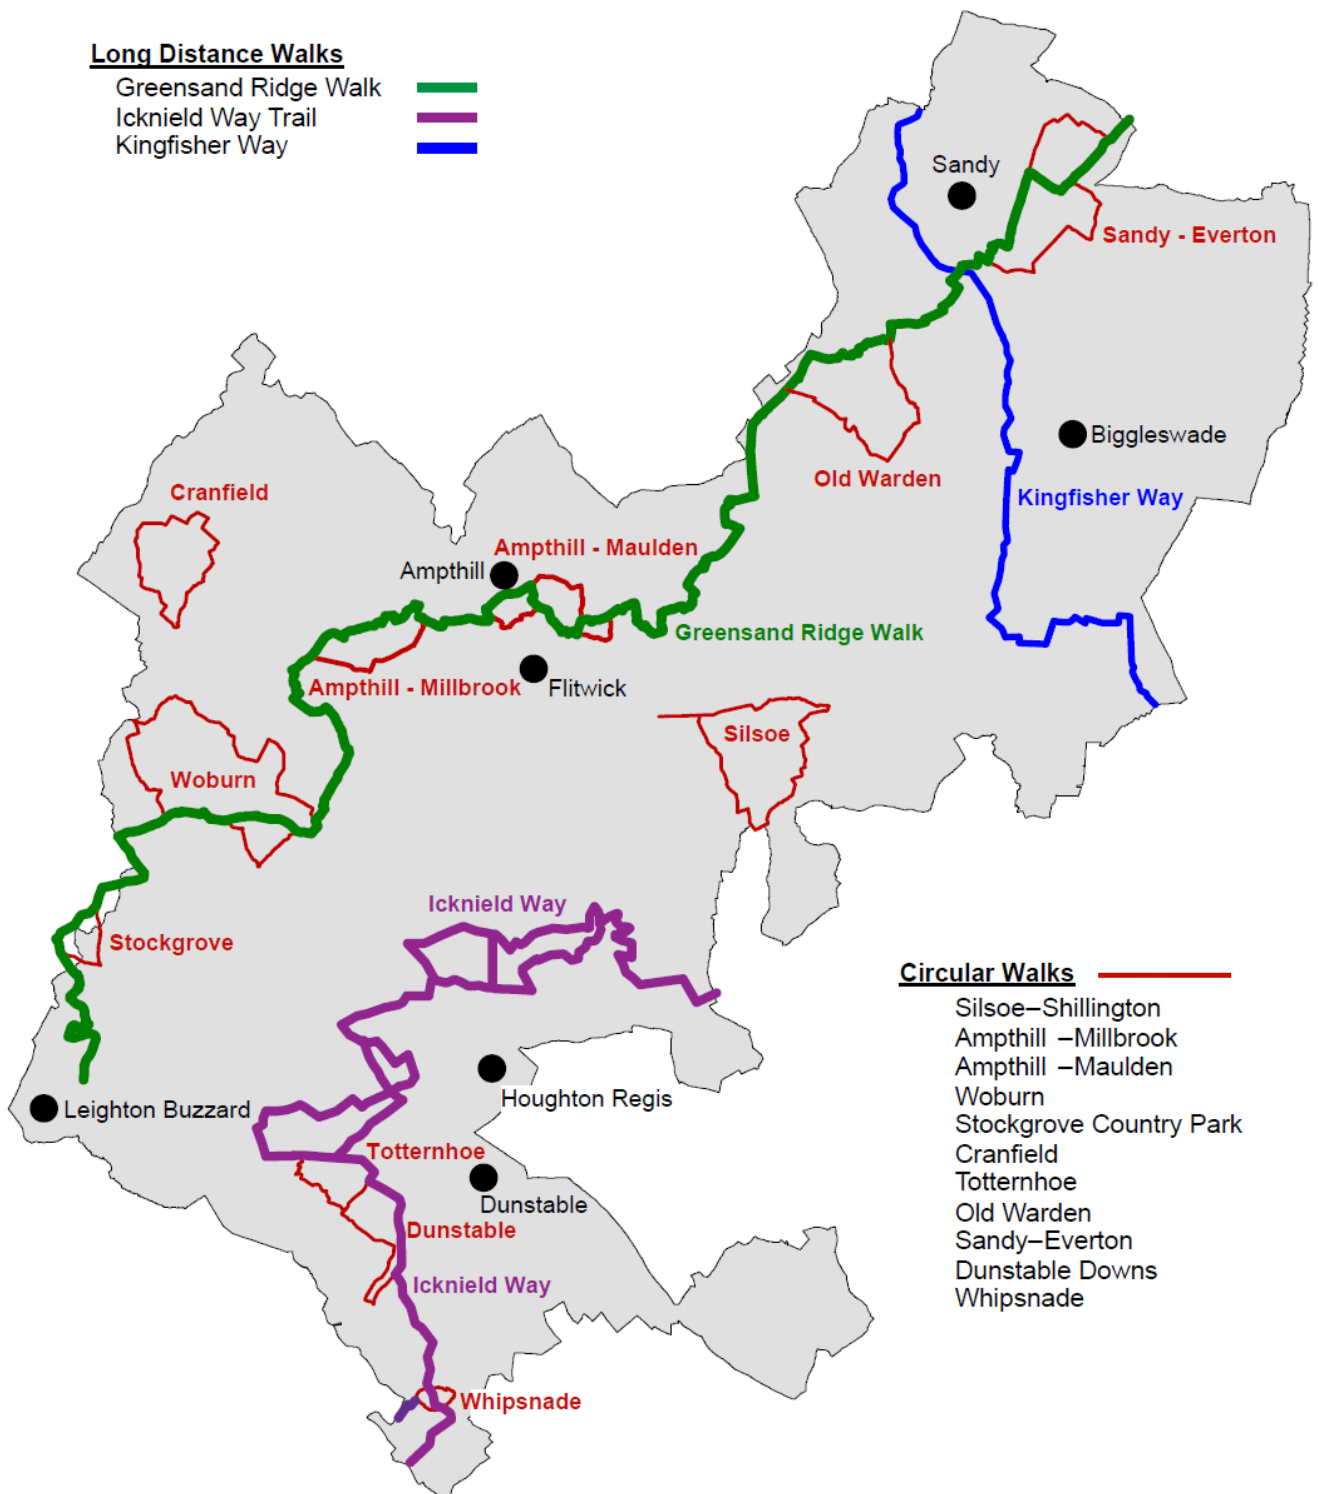 Long Distance Walks
Greensand Ridge Walk
Icknield Way Trail
Kingfisher Way
Sandy
Sandy - Everton
Biggleswade
Old Warden
Kingfisher Way
Cranfield
Ampthill - Maulden
Ampthill
Greensand Ridge Walk
Ampthill - Millbrook
Flitwick
Silsoe
Woburn
Icknield Way
Stockgrove
Circular Walks
Silsoe–Shillington
Ampthill –Millbrook
Ampthill –Maulden
Woburn
Stockgrove Country Park
Cranfield
Totternhoe
Old Warden
Sandy–Everton
Dunstable Downs
Whipsnade
Houghton Regis
Leighton Buzzard
Totternhoe
Dunstable
Dunstable
Icknield Way
Whipsnade